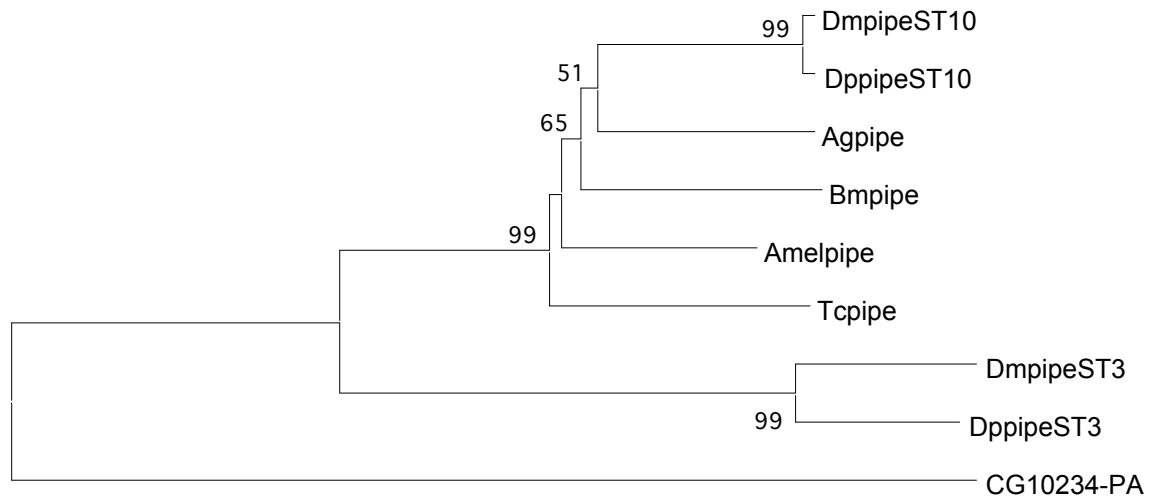 99 DmpipeST10
DppipeST10
51
65
Agpipe
Bmpipe
99
Amelpipe
Tcpipe
DmpipeST3
99 DppipeST3
CG10234-PA